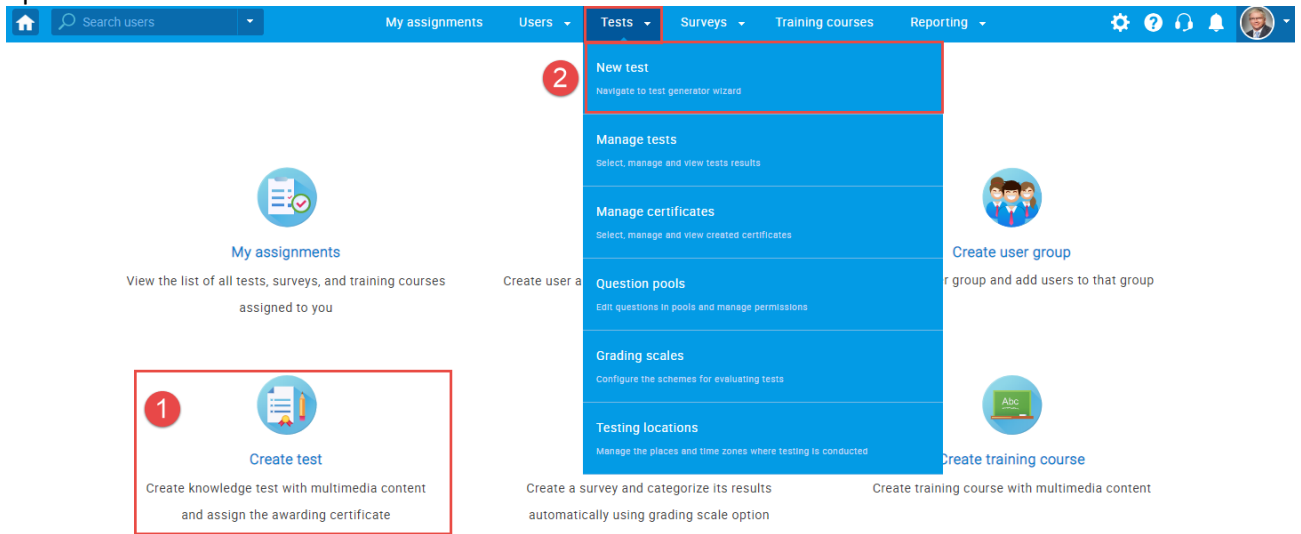 Search users
My assignments
Users
Tests
Surveys
Training courses
Reporting
2
New test
Navigate to test generator wizard
Manage tests
Select, manage and view tests results
Manage certificates
Select, manage and view created certificates
Question pools
Edit questions in pools and manage permissions
Grading scales
Configure the schemes for evaluating tests
Testing locations
Manage the places and time zones where testing is conducted
My assignments
View the list of all tests, surveys, and training courses
assigned to you
Create user a
Create user group
r group and add users to that group
1
Create test
Create knowledge test with multimedia content
and assign the awarding certificate
Create a survey and categorize its results
automatically using grading scale option
Abc
Create training course
Create training course with multimedia content